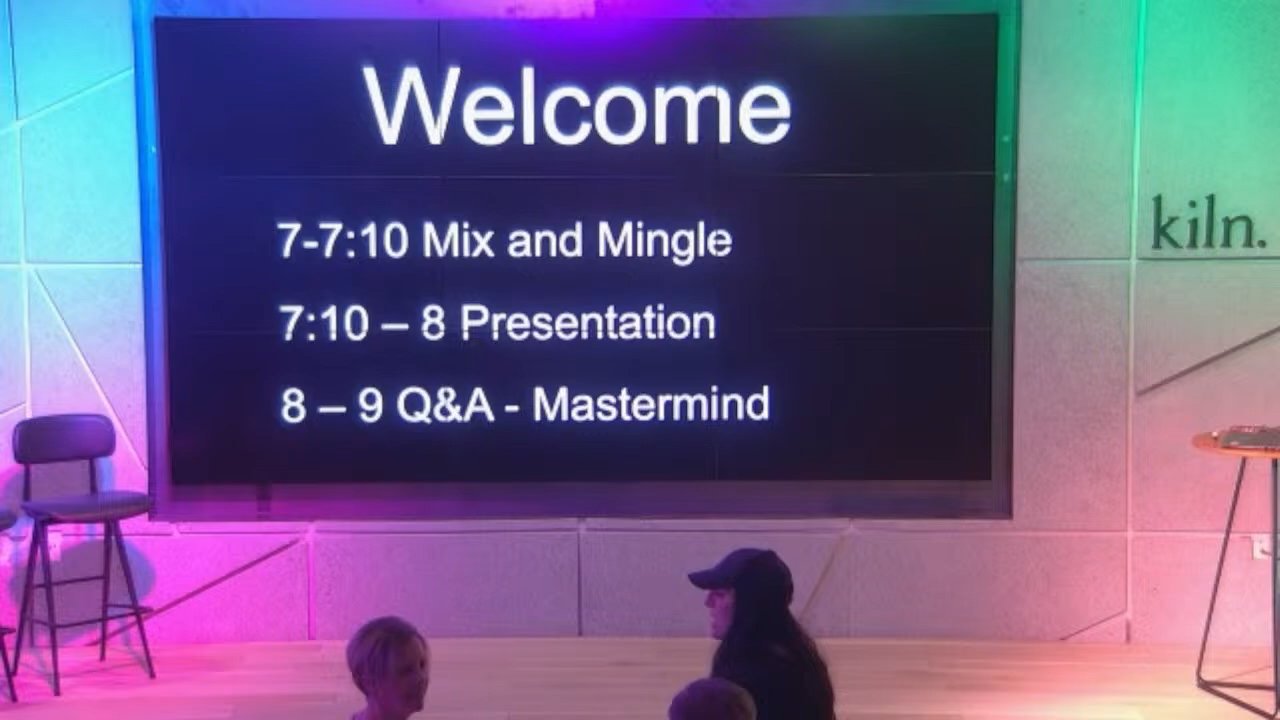 Welcome
7-7:10 Mix and Mingle
7:10 – 8 Presentation
8 – 9 Q&A - Mastermind
kiln.